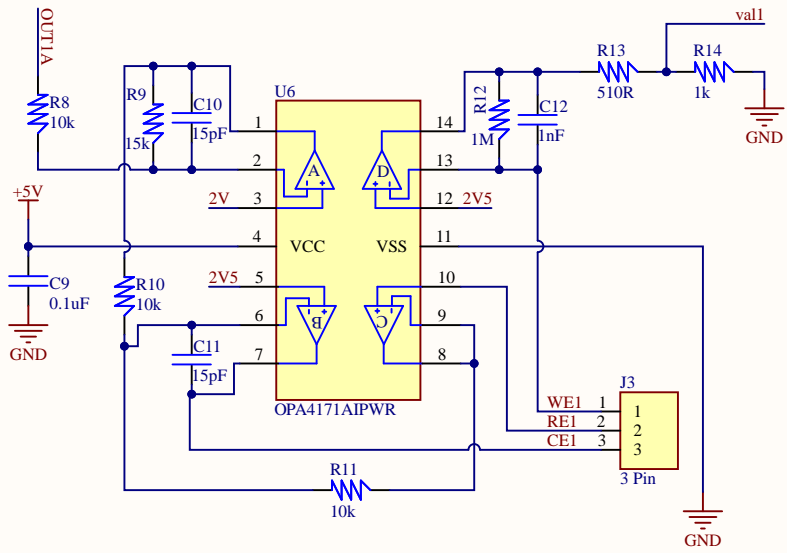 OUT1A
val1
R8
10k
R9
15k
C10
15pF
U6
1
2
3
4
5
6
7
14
13
12
11
10
9
8
A
D
B
C
VCC
VSS
OPA4171AIPWR
2V
2V5
2V5
R12
1M
C12
1nF
R13
510R
R14
1k
GND
+5V
C9
0.1uF
GND
R10
10k
C11
15pF
R11
10k
J3
WE1 1 1
RE1 2 2
CE1 3 3
3 Pin
GND